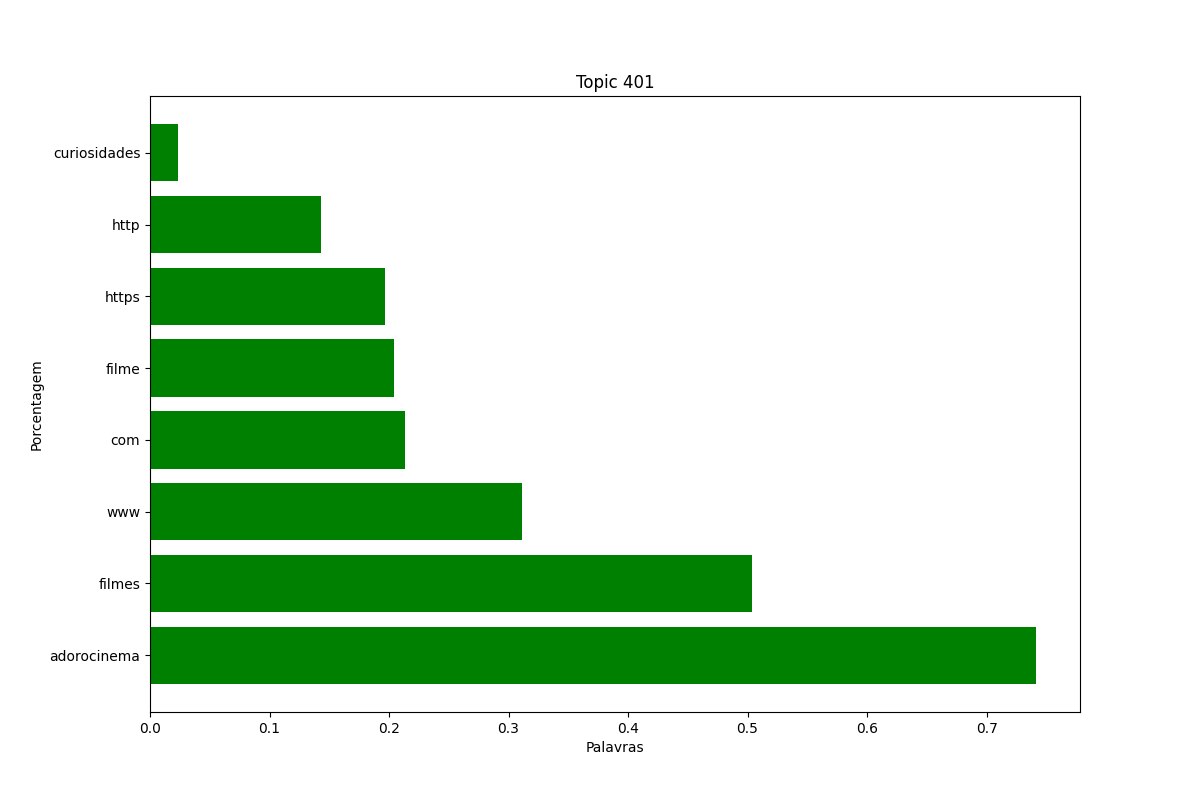 Topic 401
curiosidades
http
https
filme
com
www
filmes
adorocinema
Porcentagem
0.0 0.1 0.2 0.3 0.4 0.5 0.6 0.7
Palavras